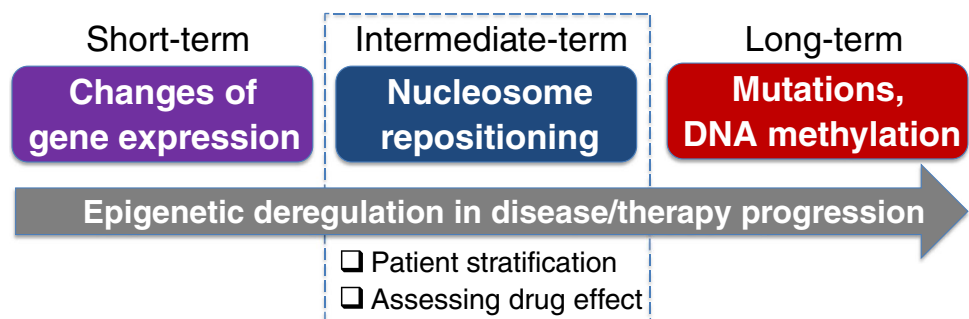 Short-term
Intermediate-term
Long-term
Changes of
gene expression
Nucleosome
repositioning
Mutations,
DNA methylation
Epigenetic deregulation in disease/therapy progression
❑ Patient stratification
❑ Assessing drug effect